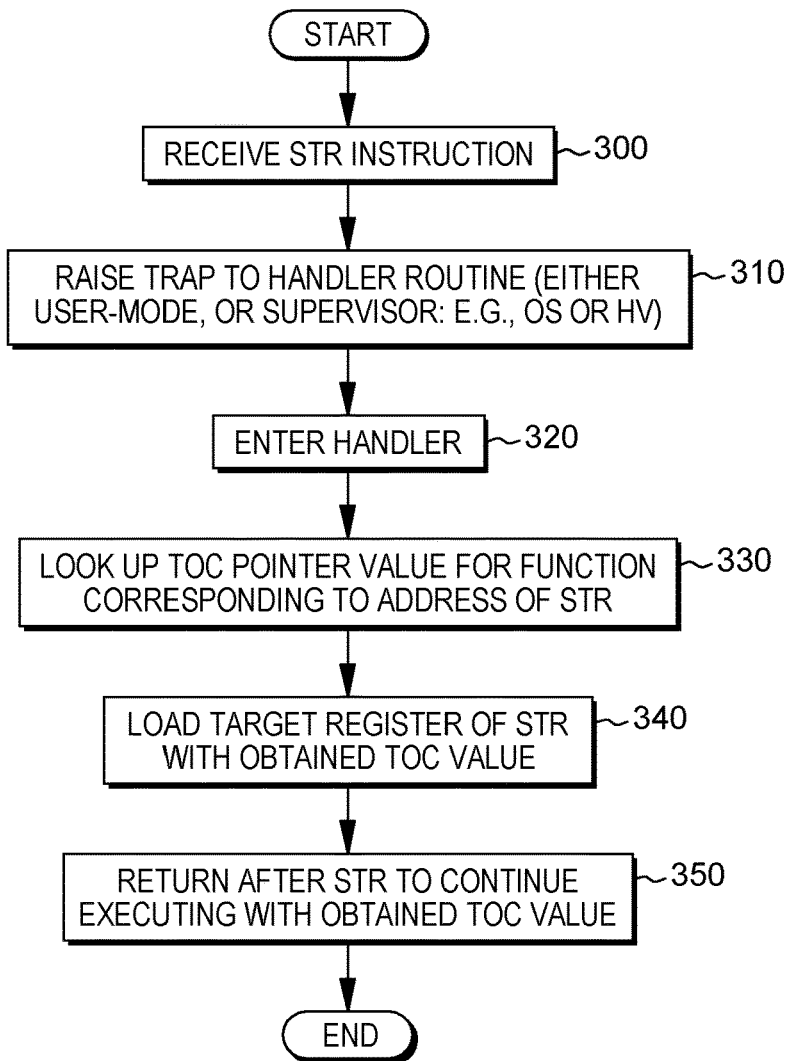 START
RECEIVE STR INSTRUCTION
300
RAISE TRAP TO HANDLER ROUTINE (EITHER
USER-MODE, OR SUPERVISOR: E.G., OS OR HV)
310
ENTER HANDLER
320
LOOK UP TOC POINTER VALUE FOR FUNCTION
CORRESPONDING TO ADDRESS OF STR
330
LOAD TARGET REGISTER OF STR
WITH OBTAINED TOC VALUE
340
RETURN AFTER STR TO CONTINUE
EXECUTING WITH OBTAINED TOC VALUE
350
END